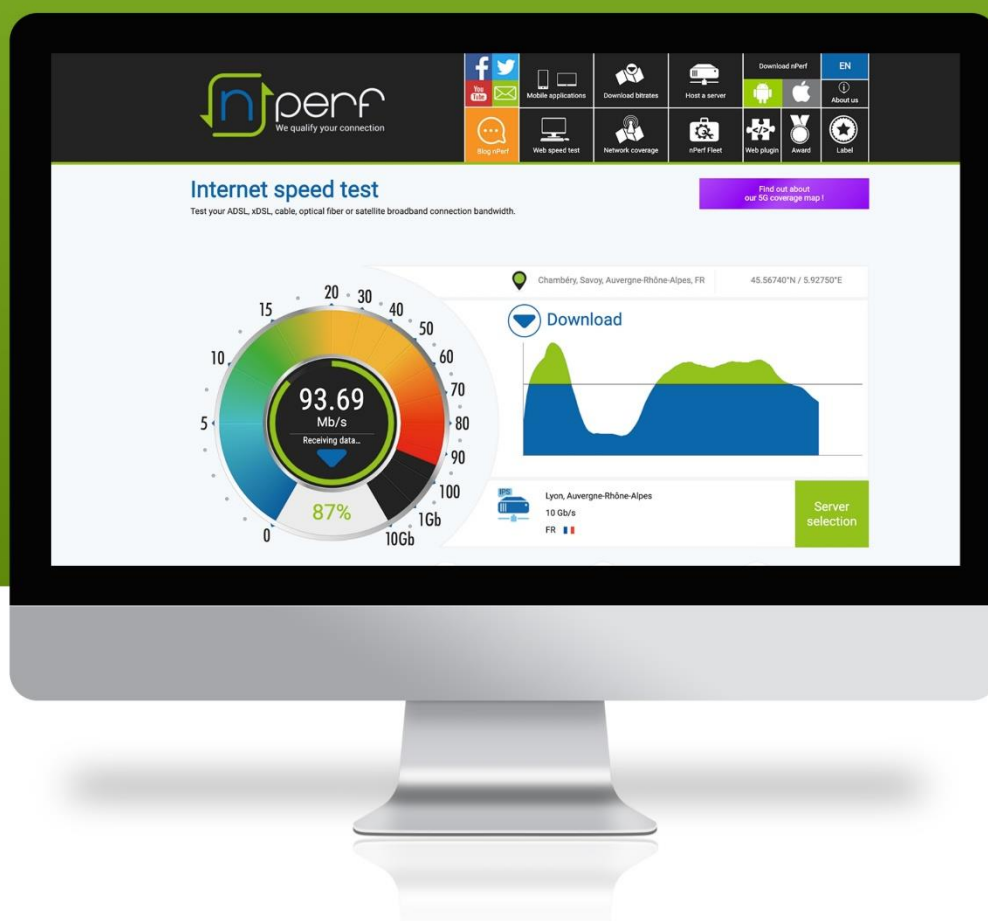 nperf
We qualify your connection
f
You
Tube
Mobile applications
Download bitrates
Host a server
Download nPerf
EN
About us
Blog nPerf
Web speed test
Network coverage
nPerf Fleet
Web plugin
Award
Label
Internet speed test
Test your ADSL, xDSL, cable, optical fiber or satellite broadband connection bandwidth.
Find out about
our 5G coverage map !
Chambéry, Savoy, Auvergne-Rhône-Alpes, FR
45.56740°N / 5.92750°E
Download
0
5
10
15
20
30
40
50
60
70
80
90
100
1Gb
10Gb
93.69
Mb/s
Receiving data...
87%
IPS
Lyon, Auvergne-Rhône-Alpes
10 Gb/s
FR
Server
selection